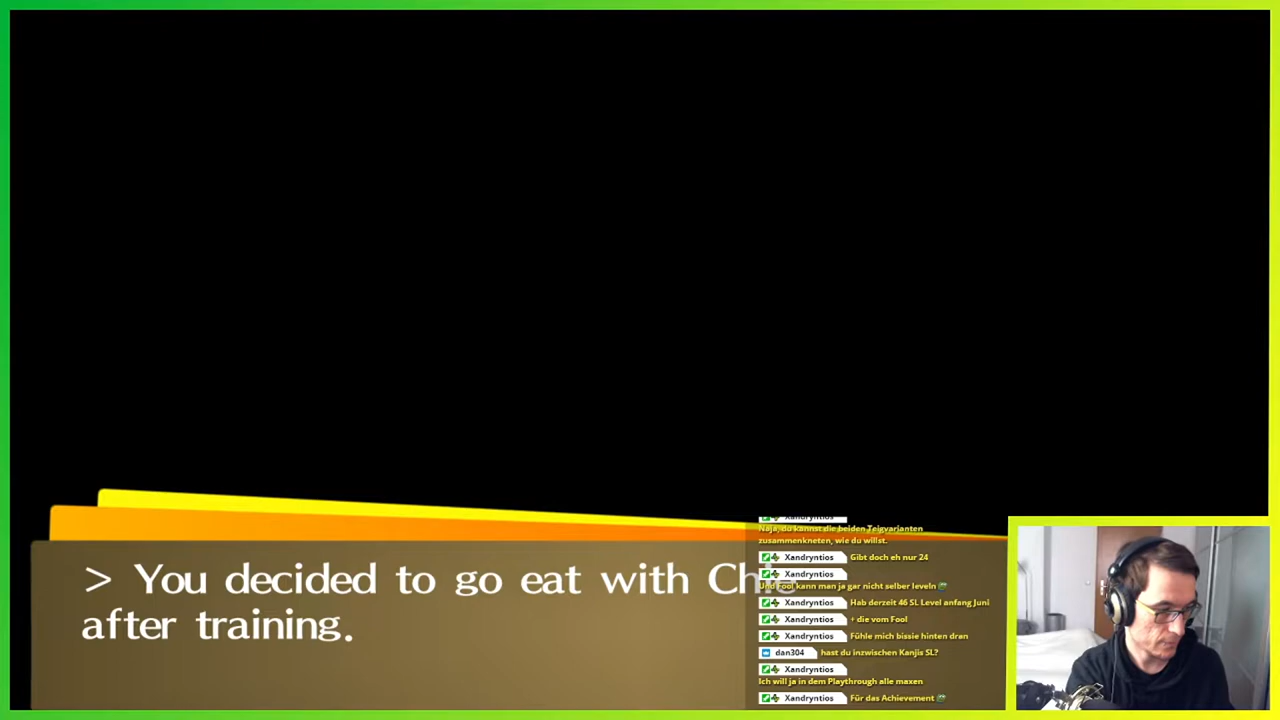 > You decided to go eat with Chie
after training.
Xandryntios
Naja, du kannst die beiden Teigvarianten
zusammenkneten, wie du willst.
Xandryntios Gibt doch eh nur 24
Xandryntios
Und Fool kann man ja gar nicht selber leveln
Xandryntios Hab derzeit 46 SL Level anfang Juni
Xandryntios + die vom Fool
Xandryntios Fühle mich bissie hinten dran
dan304 hast du inzwischen Kanjis SL?
Xandryntios
Ich will ja in dem Playthrough alle maxen
Xandryntios Für das Achievement